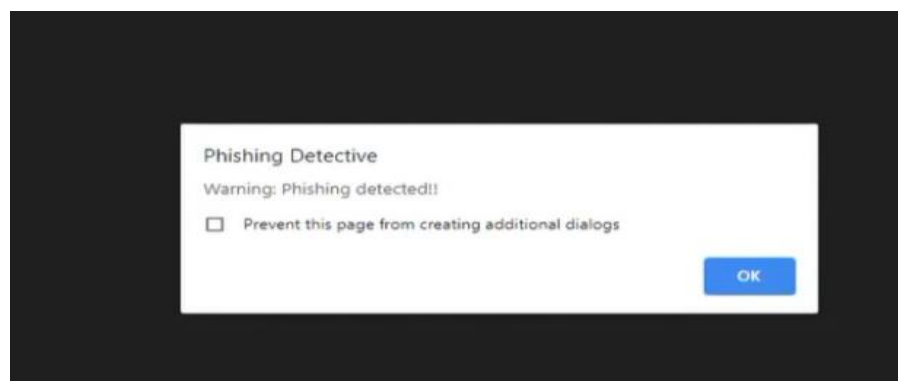 Phishing Detective
Warning: Phishing detected!!
Prevent this page from creating additional dialogs
OK